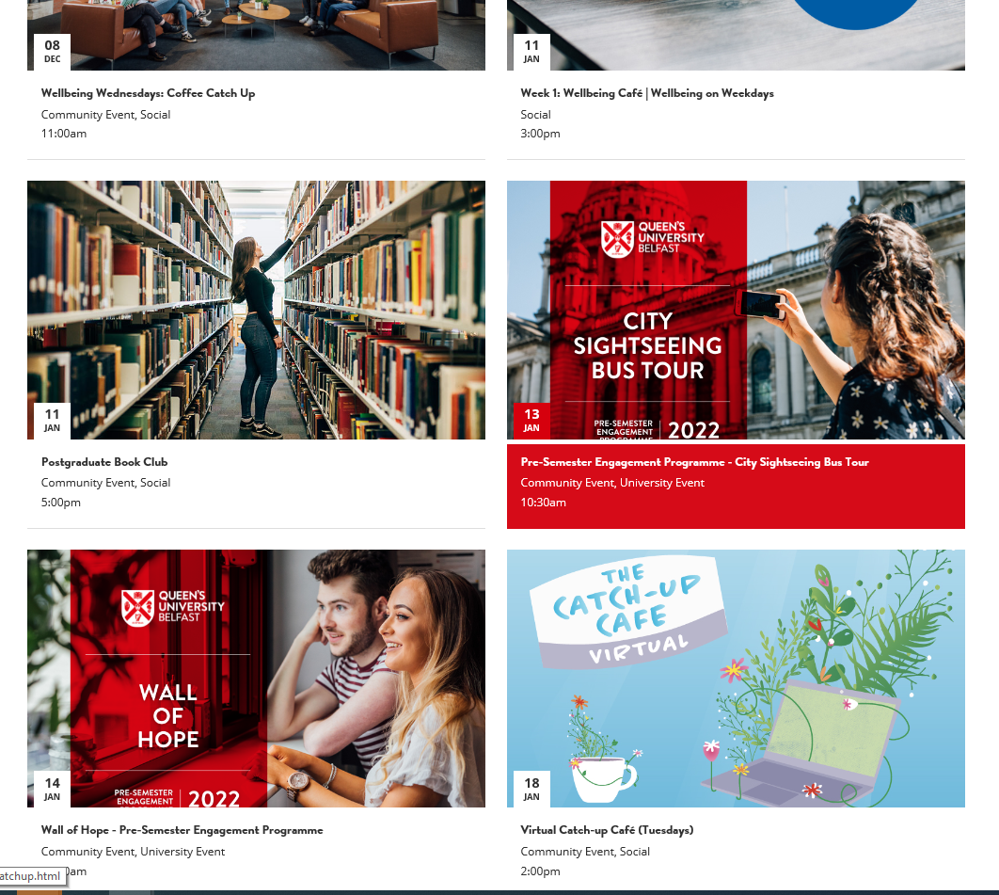 08
DEC
Wellbeing Wednesdays: Coffee Catch Up
Community Event, Social
11:00am
11
JAN
Week 1: Wellbeing Café | Wellbeing on Weekdays
Social
3:00pm
11
JAN
Postgraduate Book Club
Community Event, Social
5:00pm
QUEEN'S
UNIVERSITY
BELFAST
CITY
SIGHTSEEING
BUS TOUR
PRE-SEMESTER
ENGAGEMENT
PROGRAMME
2022
13
JAN
Pre-Semester Engagement Programme - City Sightseeing Bus Tour
Community Event, University Event
10:30am
QUEEN'S
UNIVERSITY
BELFAST
WALL
OF
HOPE
PRE-SEMESTER
ENGAGEMENT
2022
14
JAN
Wall of Hope - Pre-Semester Engagement Programme
Community Event, University Event
am
atchup.html
THE
CATCH-UP
CAFE
VIRTUAL
18
JAN
Virtual Catch-up Café (Tuesdays)
Community Event, Social
2:00pm